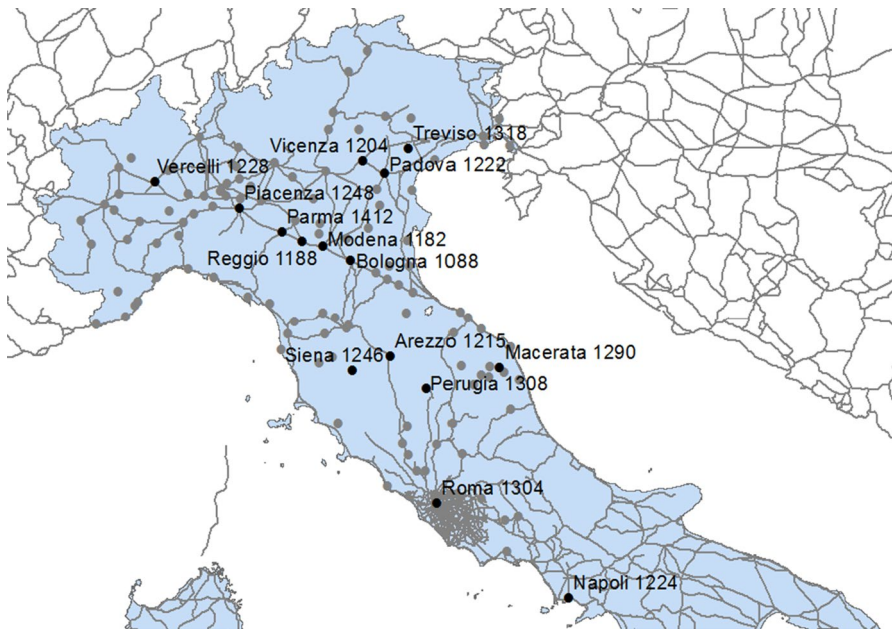 Treviso 1318
Vicenza 1204
Padova 1222
Vercelli 1228
Piacenza 1248
Parma 1412
Modena 1182
Reggio 1188
Bologna 1088
Arezzo 1215
Siena 1246
Macerata 1290
Perugia 1308
Roma 1304
Napoli 1224